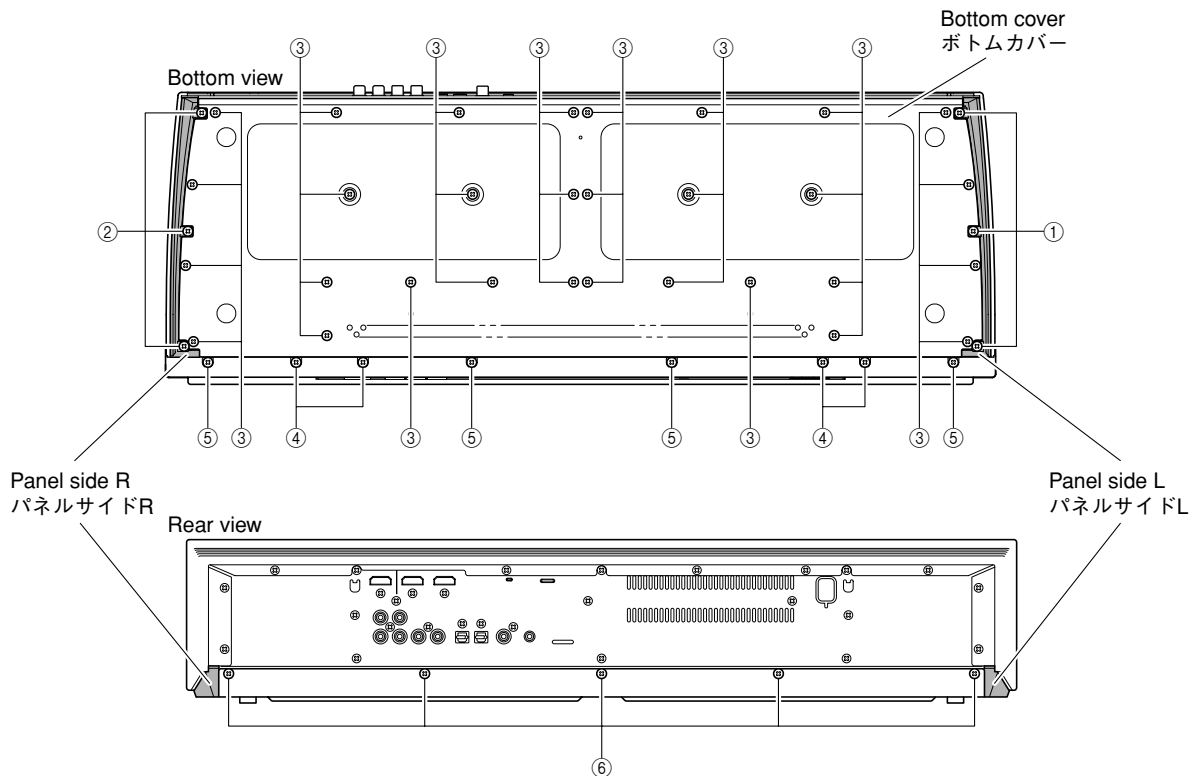 Bottom cover
ボトムカバー
③ ③ ③ ③ ③ ③
Bottom view
② ①
⑤ ③ ④ ③ ⑤ ⑤ ③ ④ ③ ⑤
Panel side R
パネルサイドR
Panel side L
パネルサイドL
Rear view
⑥